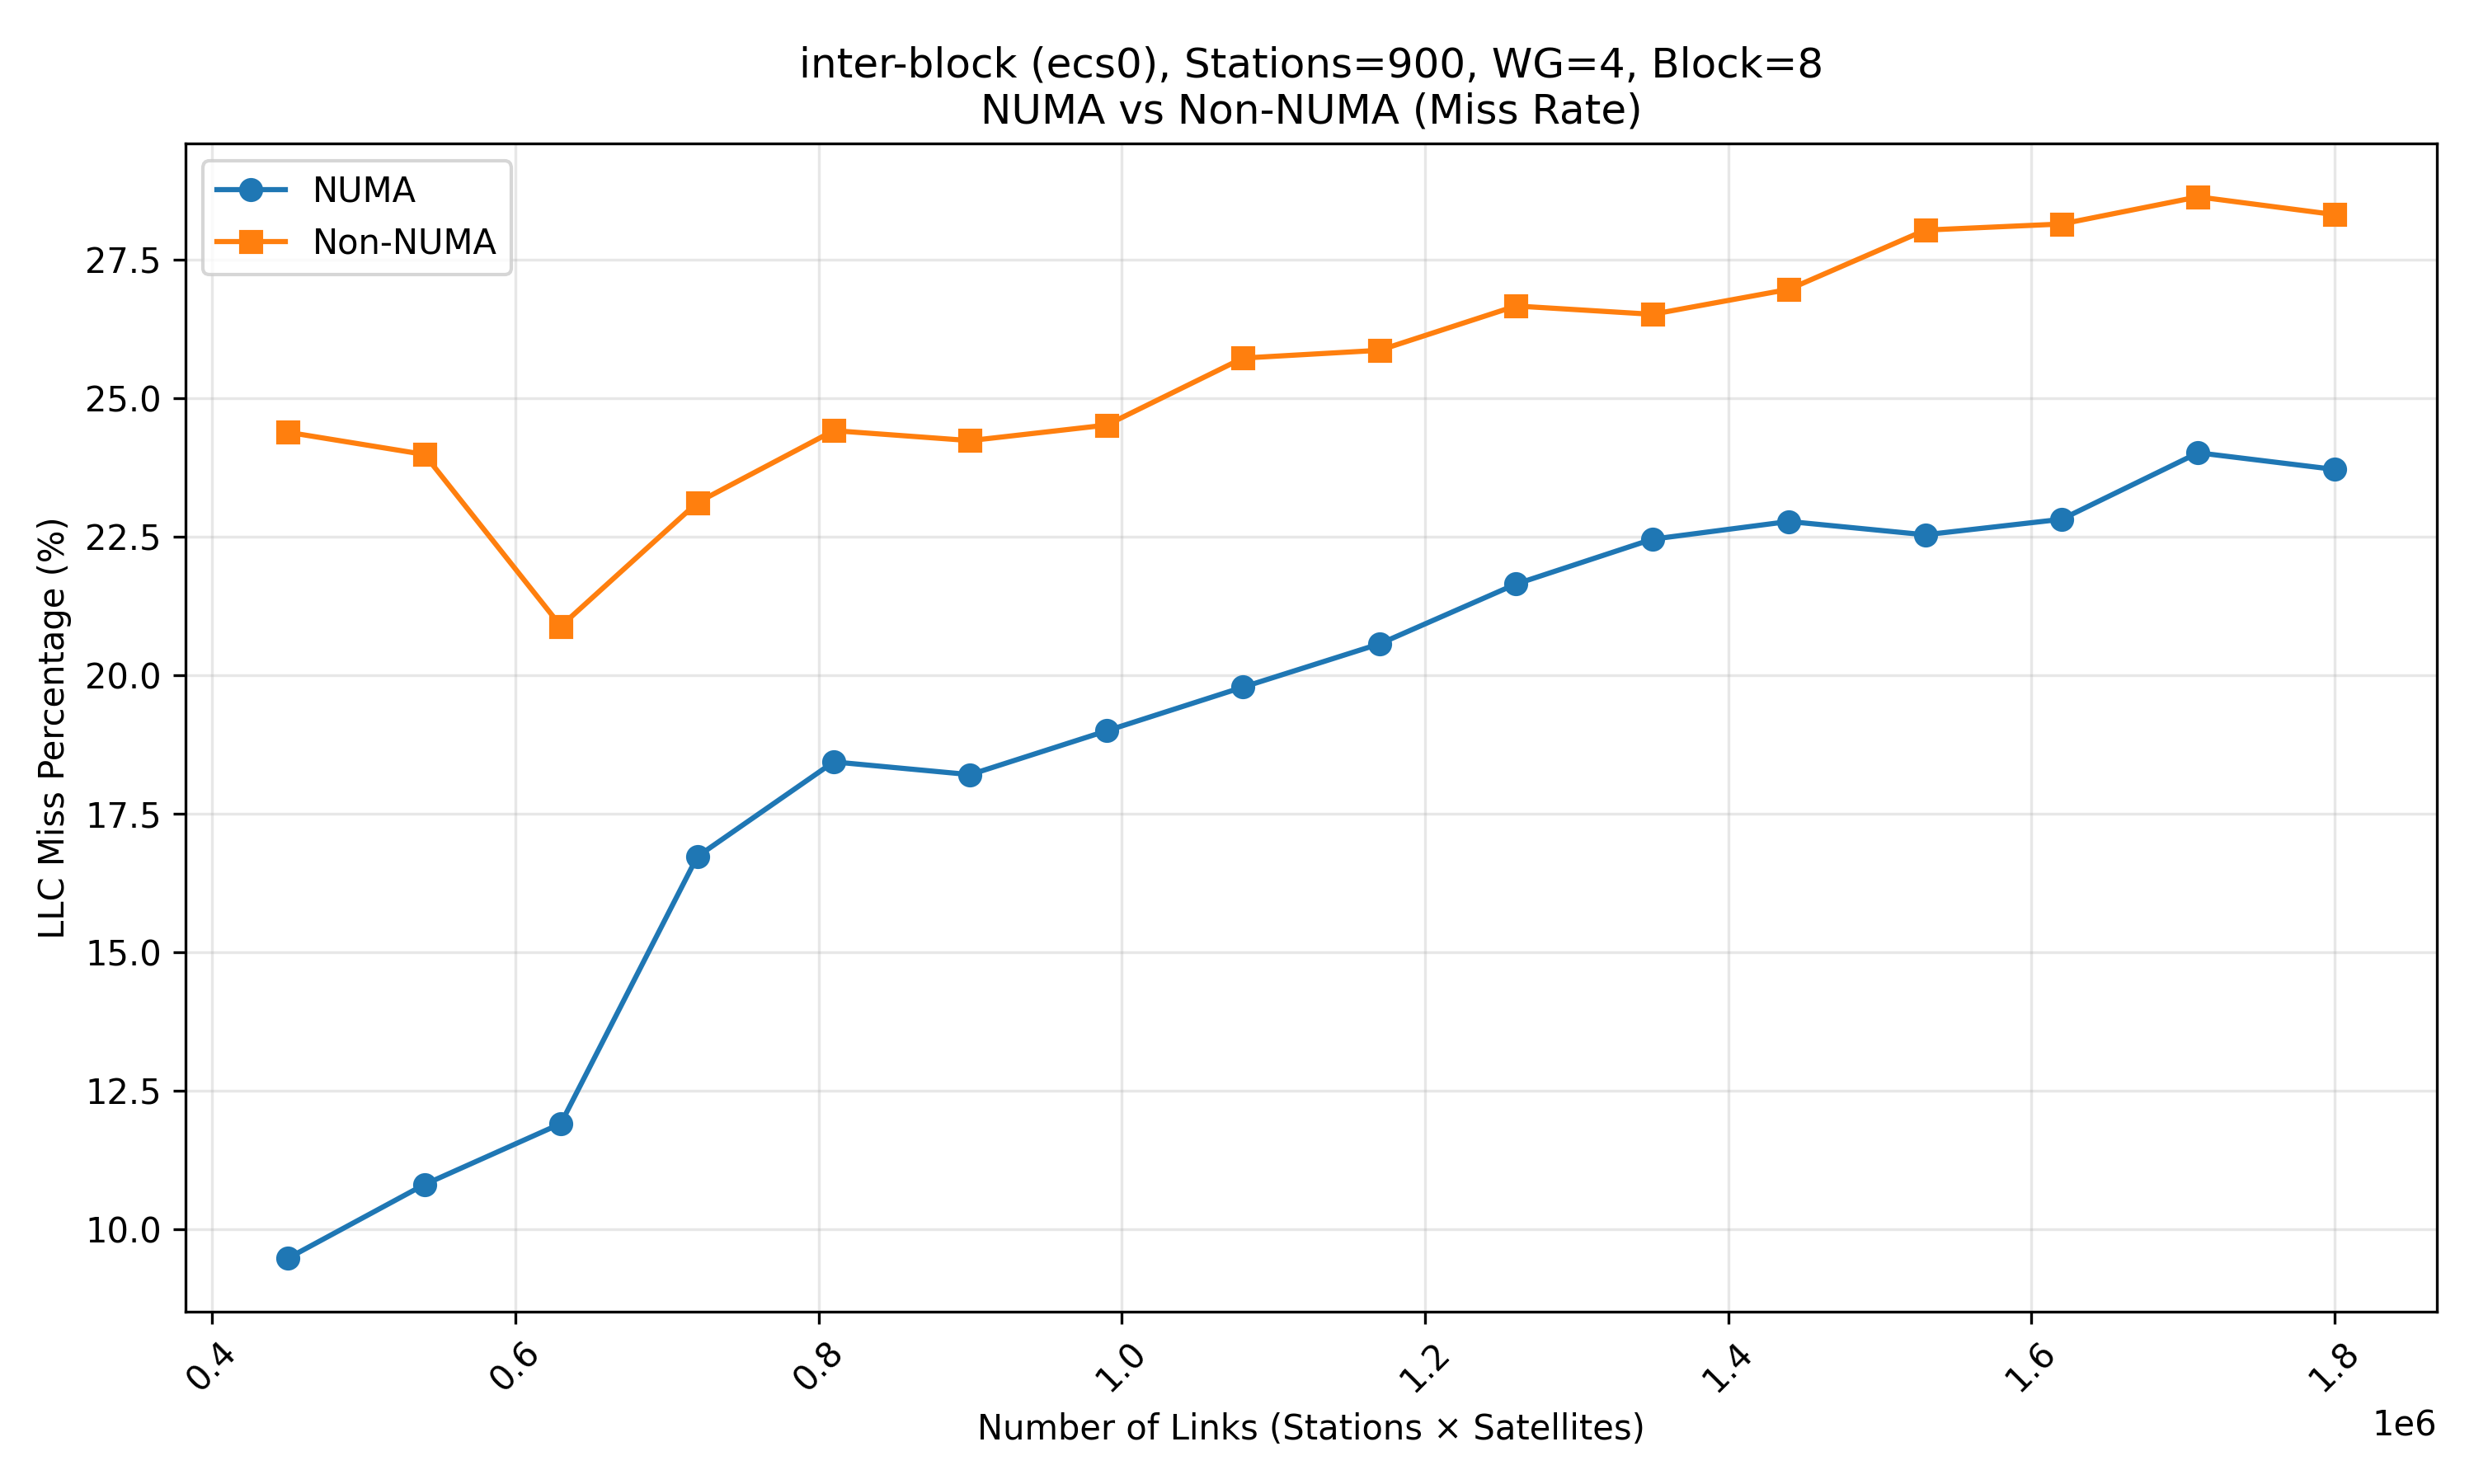 inter-block (ecs0), Stations=900, WG=4, Block=8
NUMA vs Non-NUMA (Miss Rate)
NUMA
Non-NUMA
LLC Miss Percentage (%)
27.5
25.0
22.5
20.0
17.5
15.0
12.5
10.0
0.4 0.6 0.8 1.0 1.2 1.4 1.6 1.8
1e6
Number of Links (Stations × Satellites)